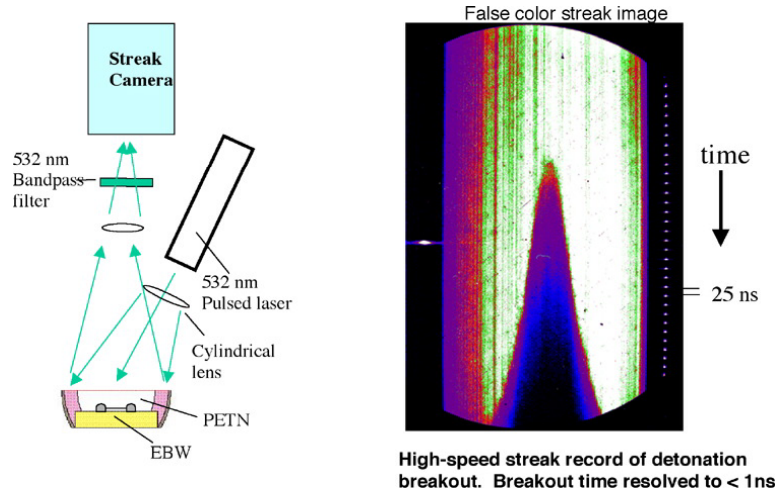 Streak
Camera
532 nm
Bandpass
filter
532 nm
Pulsed laser
Cylindrical
lens
PETN
EBW
False color streak image
time
25 ns
High-speed streak record of detonation
breakout. Breakout time resolved to < 1ns